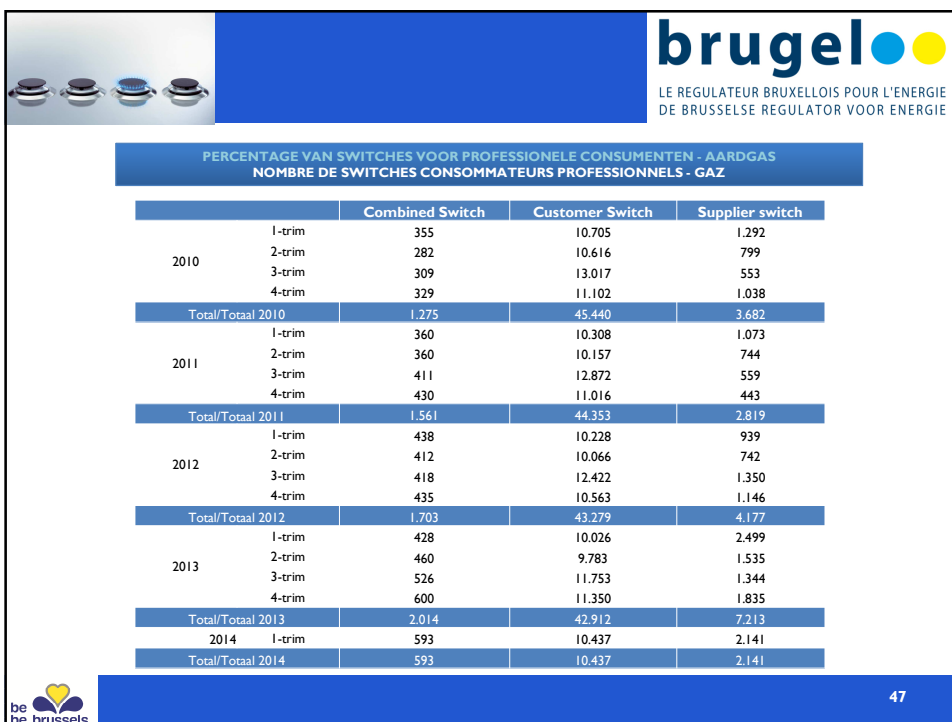 brugel
LE REGULATEUR BRUXELLOIS POUR L'ENERGIE
DE BRUSSELSE REGULATOR VOOR ENERGIE
PERCENTAGE VAN SWITCHES VOOR PROFESSIONELE CONSUMENTEN - AARDGAS
NOMBRE DE SWITCHES CONSOMMATEURS PROFESSIONNELS - GAZ
Combined Switch Customer Switch Supplier switch
2010
1-trim 355 10.705 1.292
2-trim 282 10.616 799
3-trim 309 13.017 553
4-trim 329 11.102 1.038
Total/Totaal 2010 1.275 45.440 3.682
2011
1-trim 360 10.308 1.073
2-trim 360 10.157 744
3-trim 411 12.872 559
4-trim 430 11.016 443
Total/Totaal 2011 1.561 44.353 2.819
2012
1-trim 438 10.228 939
2-trim 412 10.066 742
3-trim 418 12.422 1.350
4-trim 435 10.563 1.146
Total/Totaal 2012 1.703 43.279 4.177
2013
1-trim 428 10.026 2.499
2-trim 460 9.783 1.535
3-trim 526 11.753 1.344
4-trim 600 11.350 1.835
Total/Totaal 2013 2.014 42.912 7.213
2014 1-trim 593 10.437 2.141
Total/Totaal 2014 593 10.437 2.141
47
be
be brussels